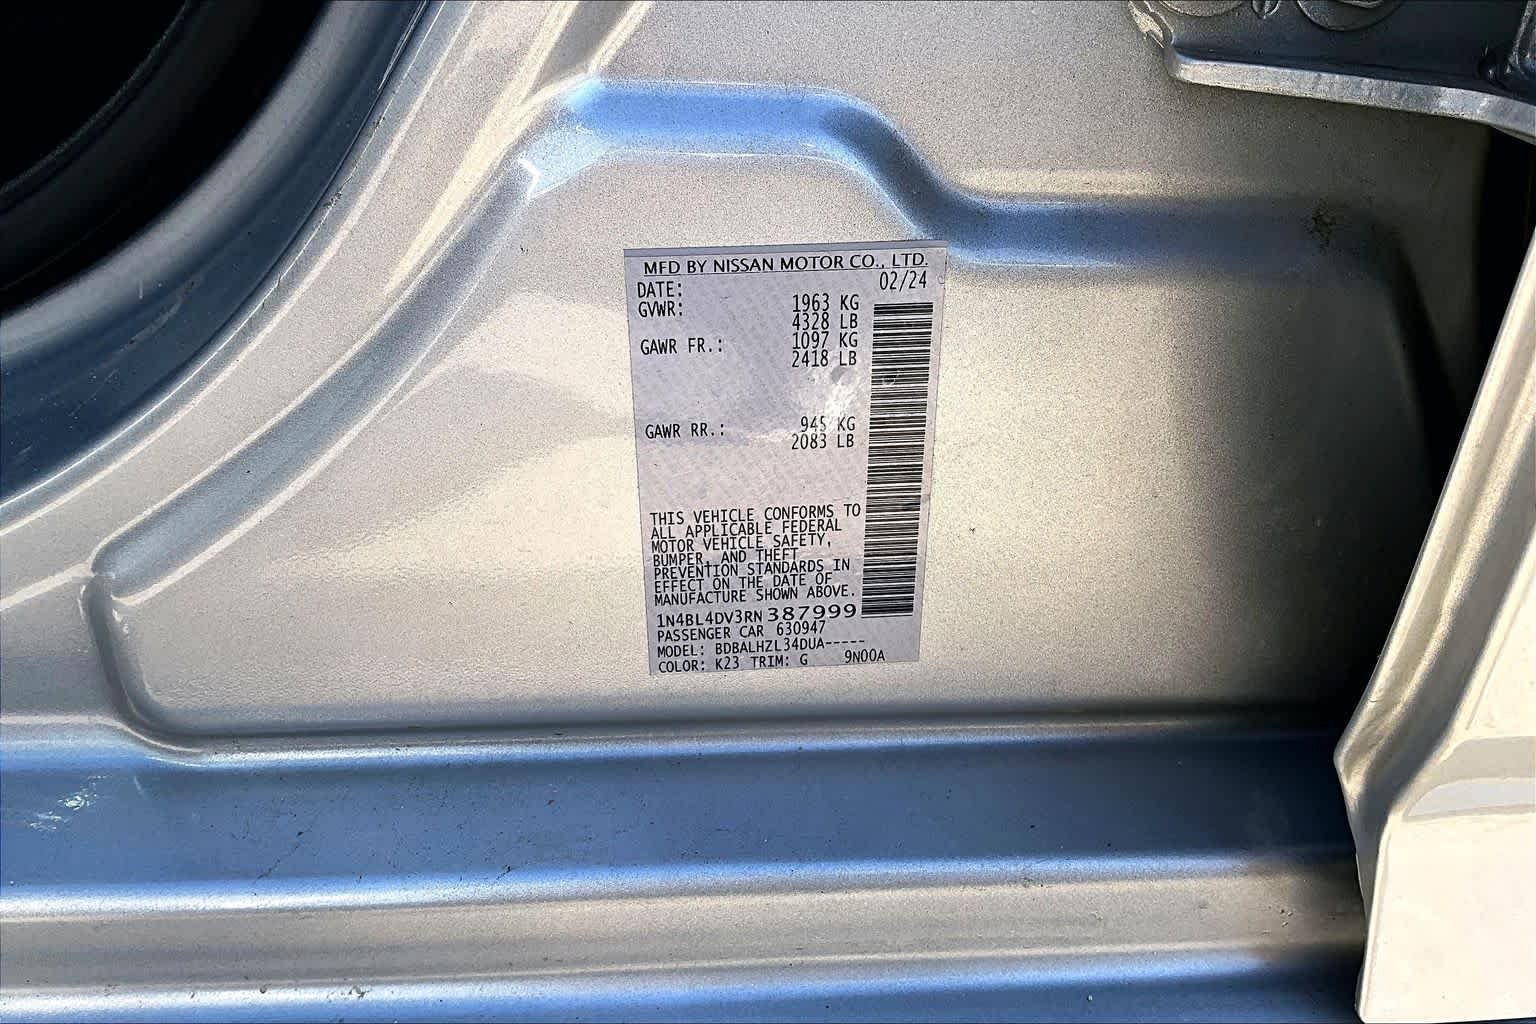 MFD BY NISSAN MOTOR CO., LTD.
DATE: 02/24
GVWR: 1963 KG
4328 LB
GAWR FR.: 1097 KG
2418 LB
GAWR RR.: 945 KG
2083 LB
THIS VEHICLE CONFORMS TO
ALL APPLICABLE FEDERAL
MOTOR VEHICLE SAFETY,
BUMPER, AND THEFT
PREVENTION STANDARDS IN
EFFECT ON THE DATE OF
MANUFACTURE SHOWN ABOVE.
1N4BL4DV3RN387999
PASSENGER CAR 630947
MODEL: BDBALHZL34DUA-----
COLOR: K23 TRIM: G 9N00A